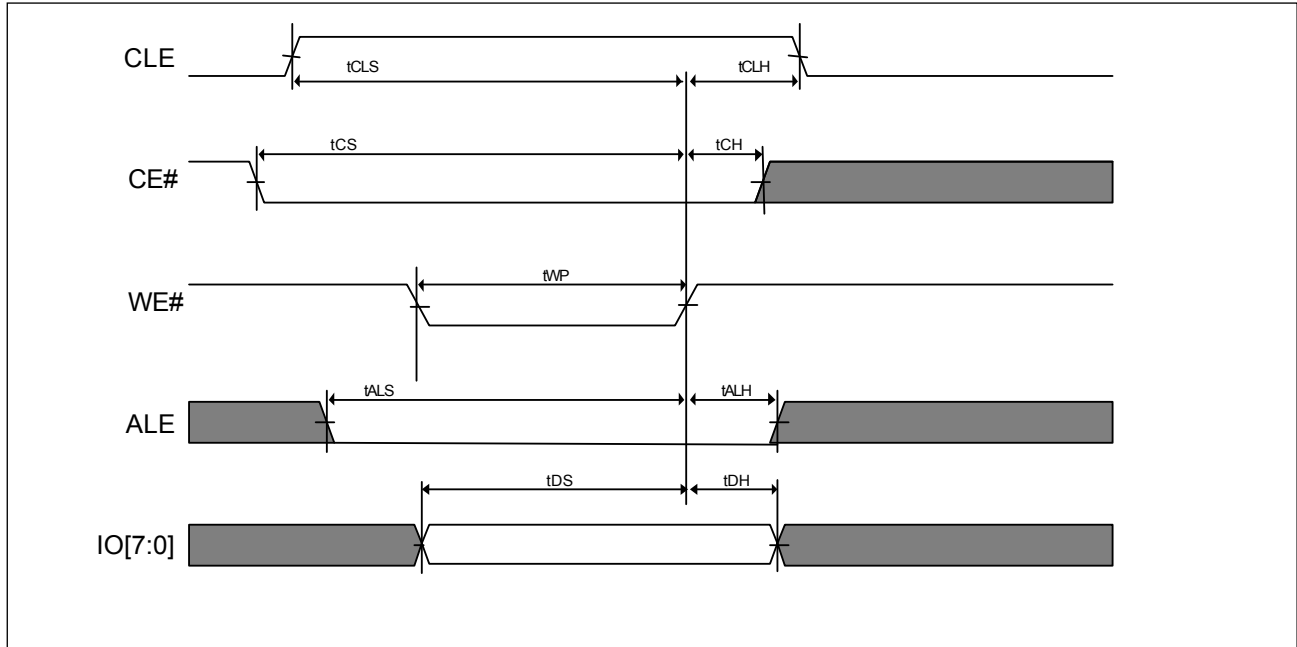 CLE
tCLS tCLH
CE#
tCS tCH
WE#
tWP
ALE
tALS tALH
IO[7:0]
tDS tDH